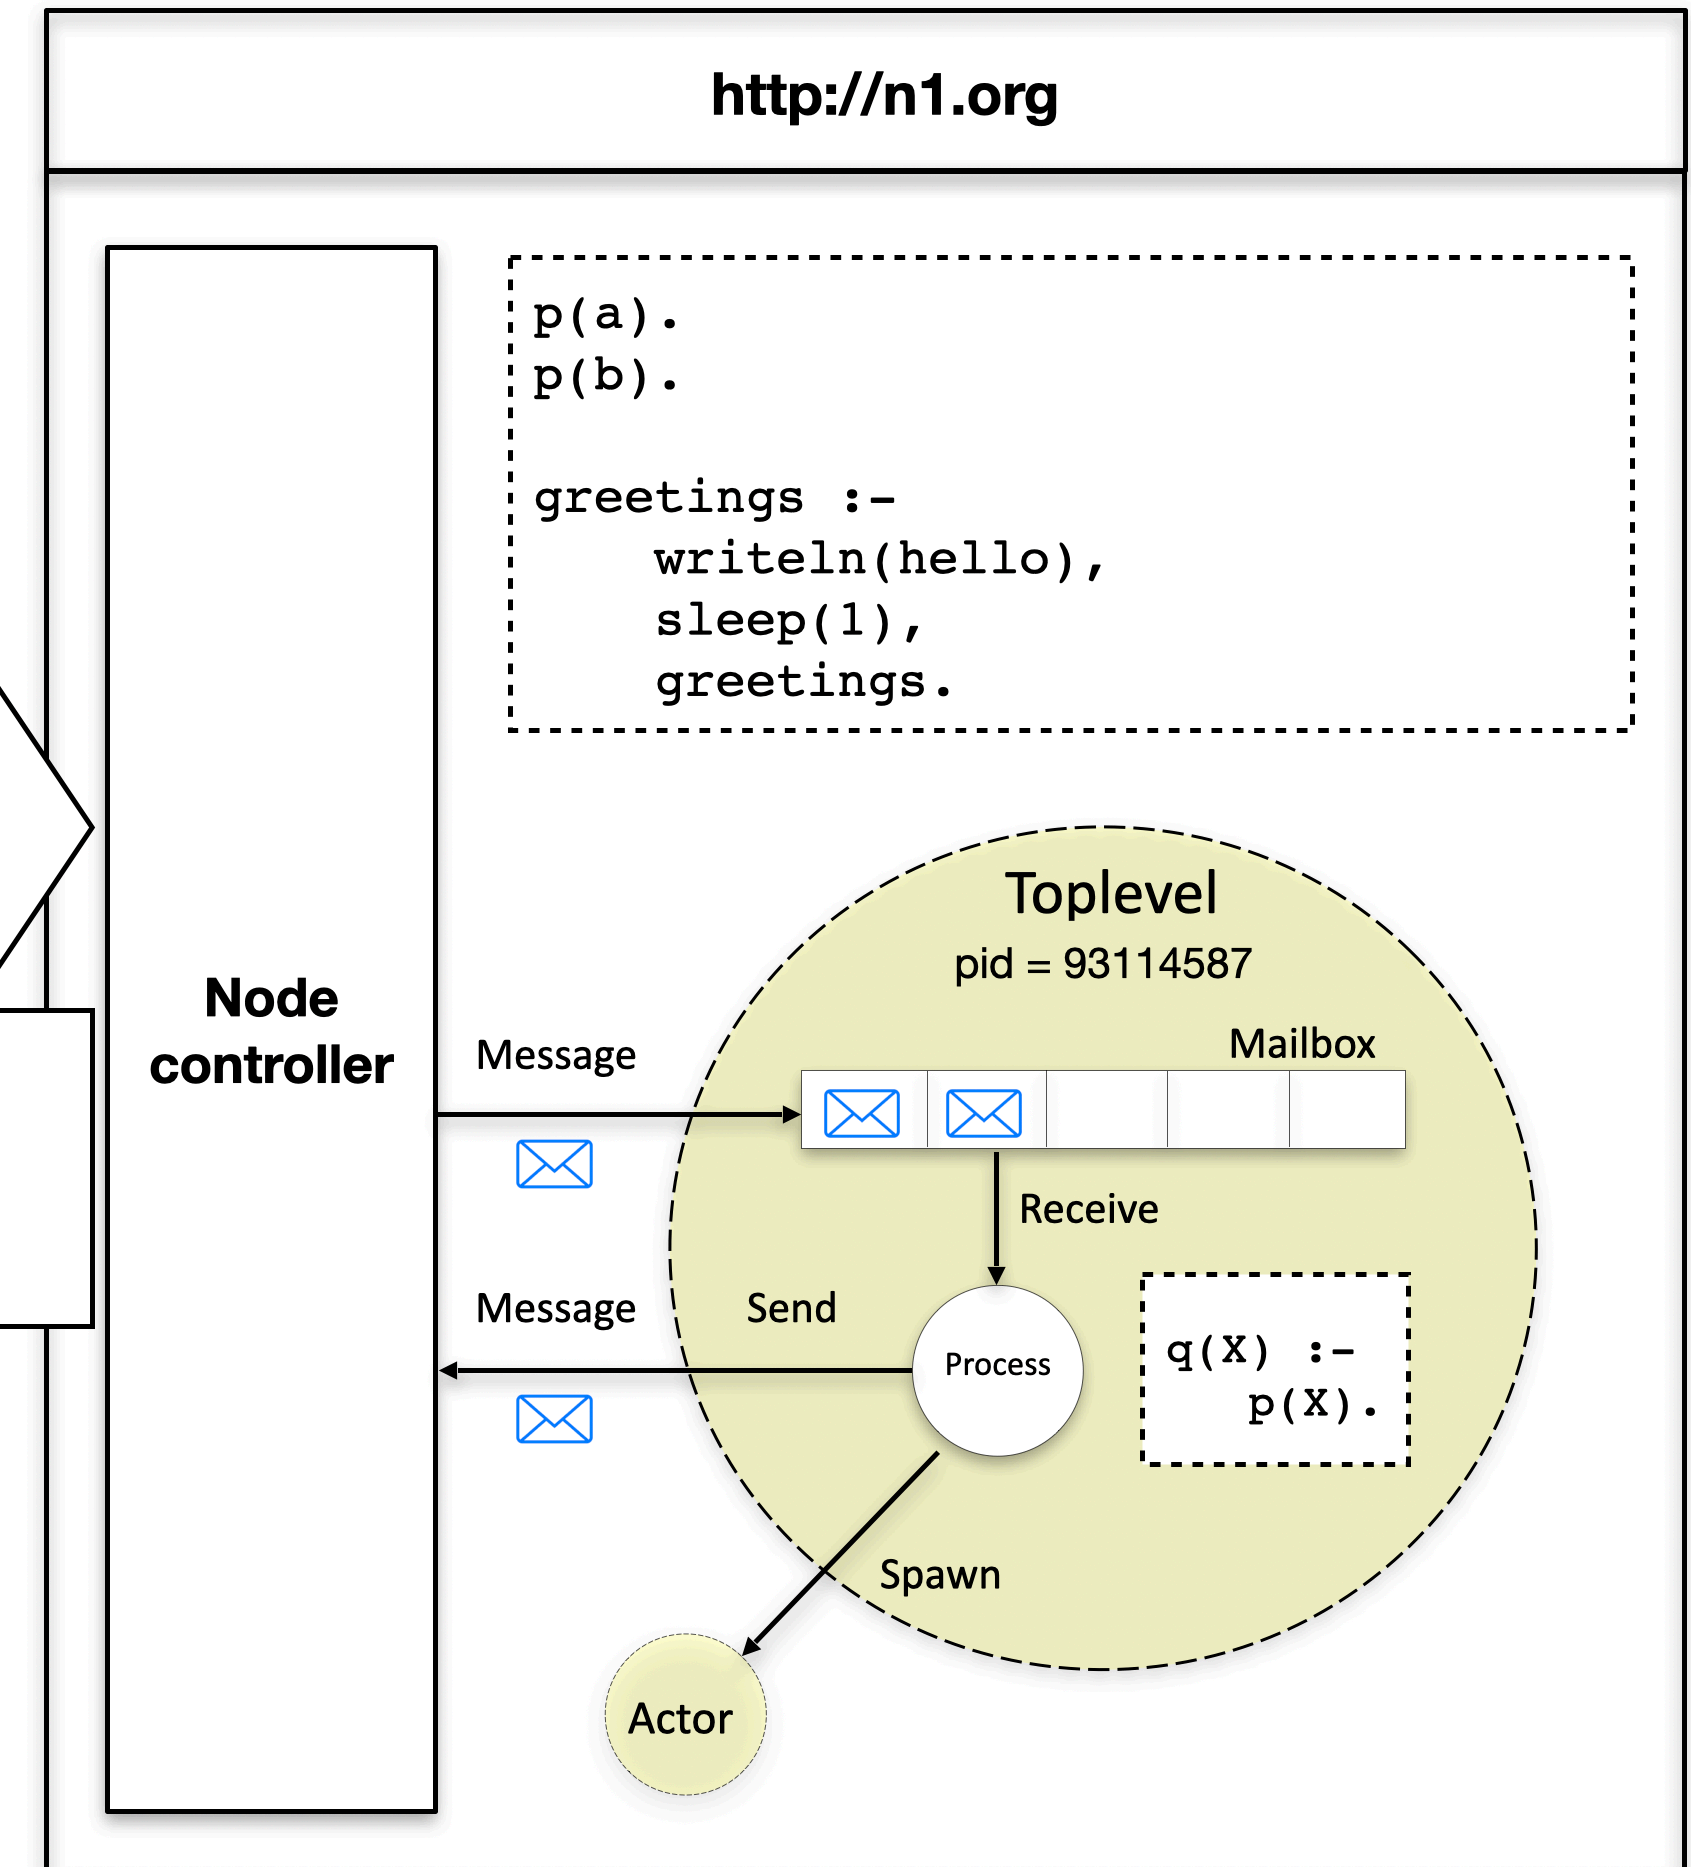 http://n1.org
p(a).
p(b).
greetings :-
    writeln(hello),
    sleep(1),
    greetings.
Node
controller
Toplevel
pid = 93114587
Mailbox
Message
Receive
Message
Send
Process
q(X) :-
    p(X).
Spawn
Actor